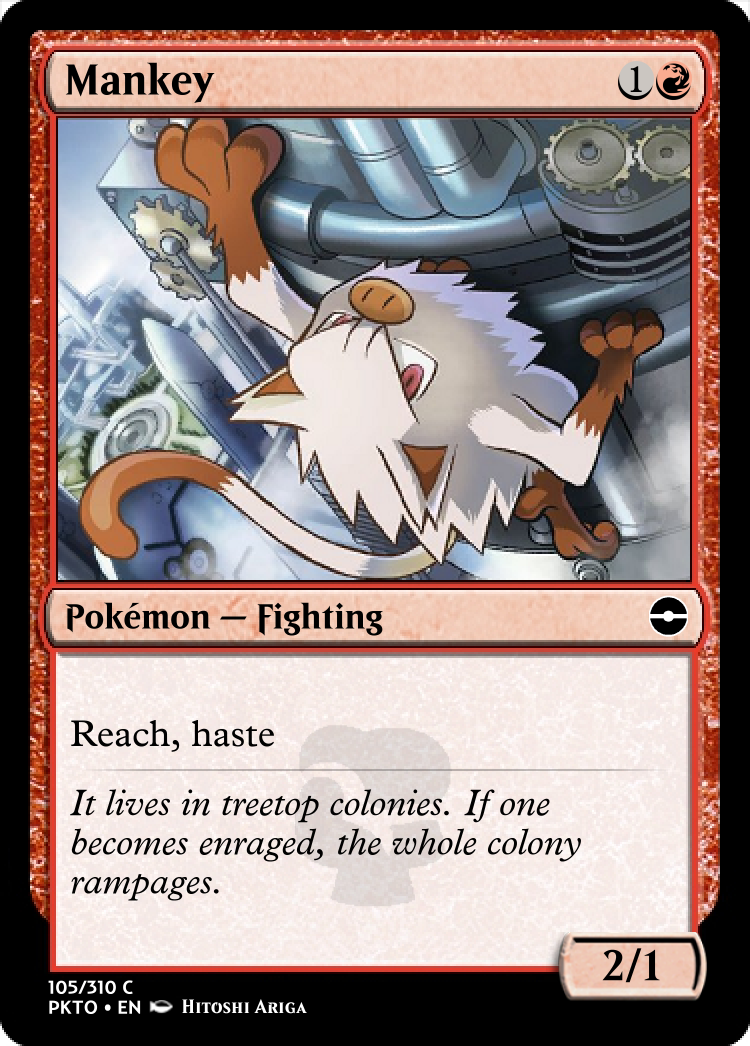 Mankey 1
Pokémon — Fighting
Reach, haste
It lives in treetop colonies. If one
becomes enraged, the whole colony
rampages.
2/1
105/310 C
PKTO • EN Hitoshi Ariga